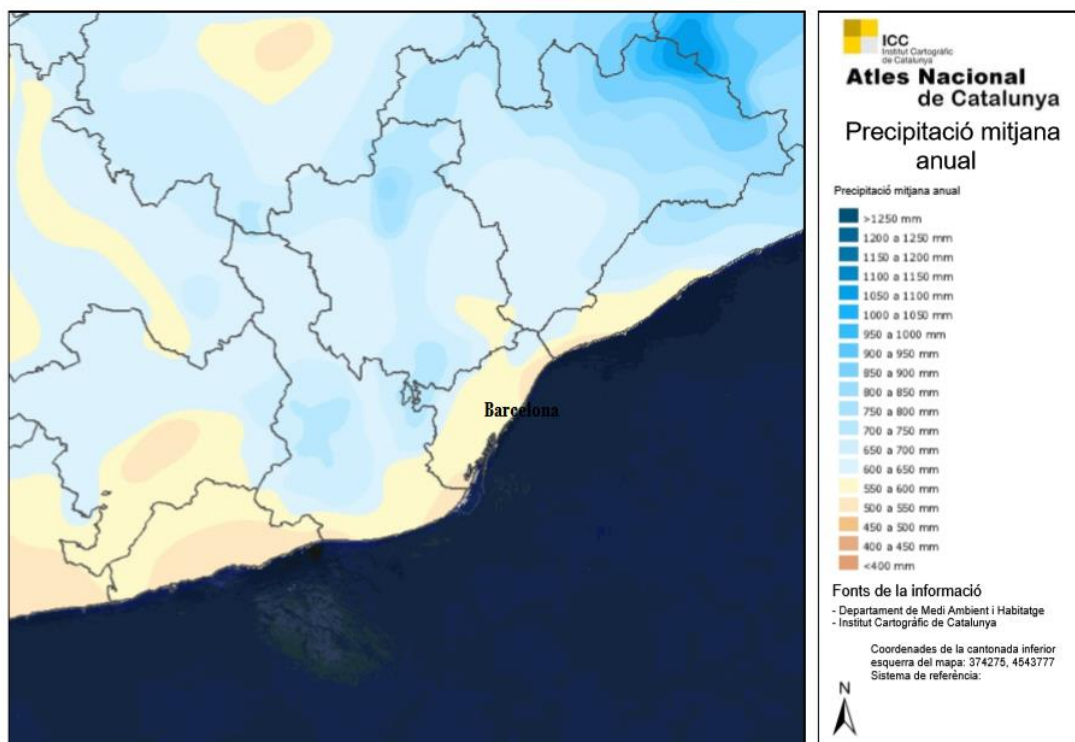 Barcelona
ICC
Institut Cartogràfic
de Catalunya
Atles Nacional
de Catalunya
Precipitació mitjana
anual
Precipitació mitjana anual
>1250 mm
1200 a 1250 mm
1150 a 1200 mm
1100 a 1150 mm
1050 a 1100 mm
1000 a 1050 mm
950 a 1000 mm
900 a 950 mm
850 a 900 mm
800 a 850 mm
750 a 800 mm
700 a 750 mm
650 a 700 mm
600 a 650 mm
550 a 600 mm
500 a 550 mm
450 a 500 mm
400 a 450 mm
<400 mm
Fonts de la informació
- Departament de Medi Ambient i Habitatge
- Institut Cartogràfic de Catalunya
Coordenades de la cantonada inferior
esquerra del mapa: 374275, 4543777
Sistema de referència:
N